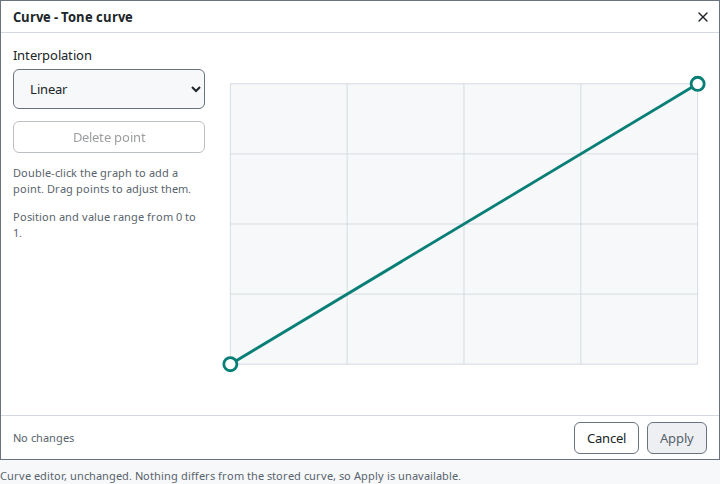 Curve - Tone curve
Interpolation
Linear
Delete point
Double-click the graph to add a
point. Drag points to adjust them.
Position and value range from 0 to
1.
No changes
Cancel
Apply
Curve editor, unchanged. Nothing differs from the stored curve, so Apply is unavailable.